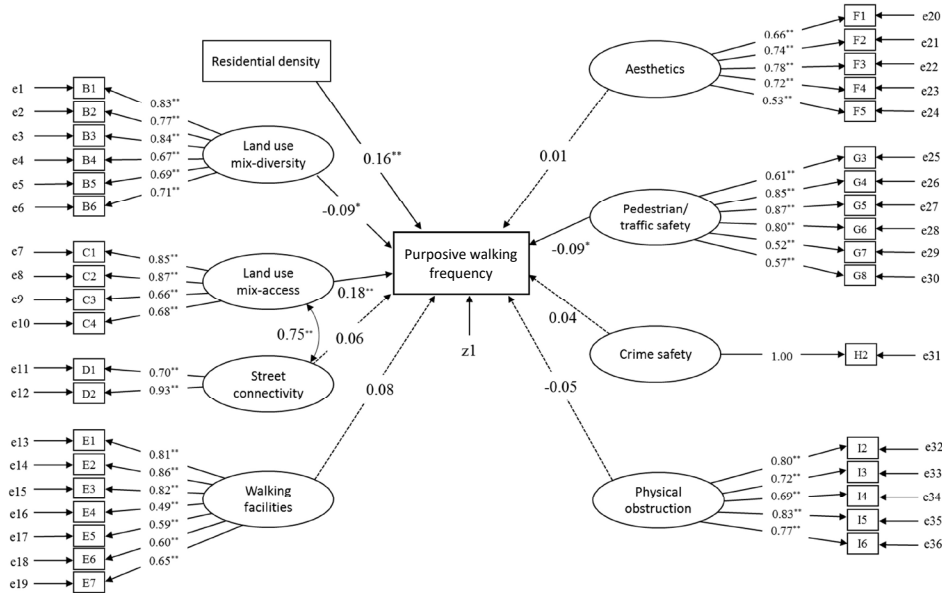 Residential density
e1
B1
0.83**
e2
B2
0.77**
e3
B3
0.84**
e4
B4
0.67**
e5
B5
0.69**
e6
B6
0.71**
Land use
mix-diversity
0.16**
-0.09*
e7
C1
0.85**
e8
C2
0.87**
e9
C3
0.66**
e10
C4
0.68**
Land use
mix-access
0.18**
0.75**
e11
D1
0.70**
e12
D2
0.93**
Street
connectivity
0.06
e13
E1
0.81**
e14
E2
0.86**
e15
E3
0.82**
e16
E4
0.49**
e17
E5
0.59**
e18
E6
0.60**
e19
E7
0.65**
Walking
facilities
0.08
Purposive walking
frequency
z1
Aesthetics
0.01
0.66**
F1
e20
0.74**
F2
e21
0.78**
F3
e22
0.72**
F4
e23
0.53**
F5
e24
Pedestrian/
traffic safety
-0.09*
0.61**
G3
e25
0.85**
G4
e26
0.87**
G5
e27
0.80**
G6
e28
0.52**
G7
e29
0.57**
G8
e30
Crime safety
0.04
1.00
H2
e31
Physical
obstruction
-0.05
0.80**
I2
e32
0.72**
I3
e33
0.69**
I4
e34
0.83**
I5
e35
0.77**
I6
e36